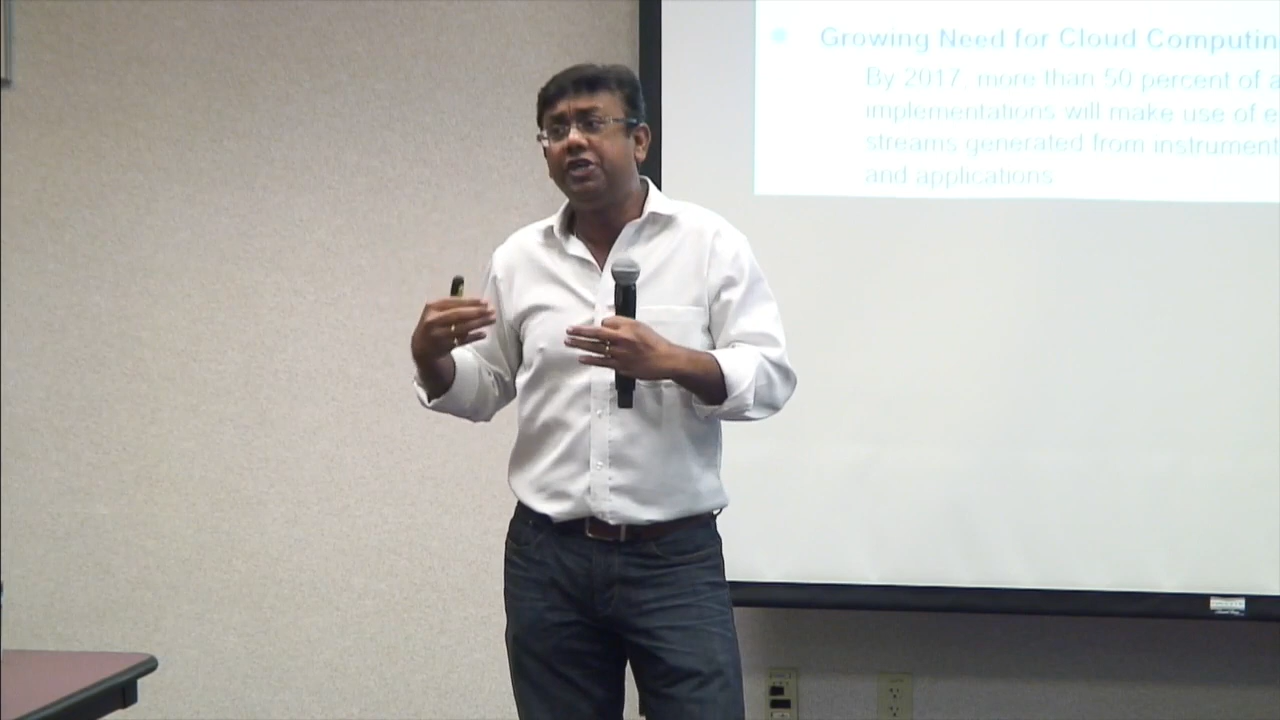 Growing Need for Cloud Computin
By 2017, more than 50 percent of a
implementations will make use of e
streams generated from instrument
and applications